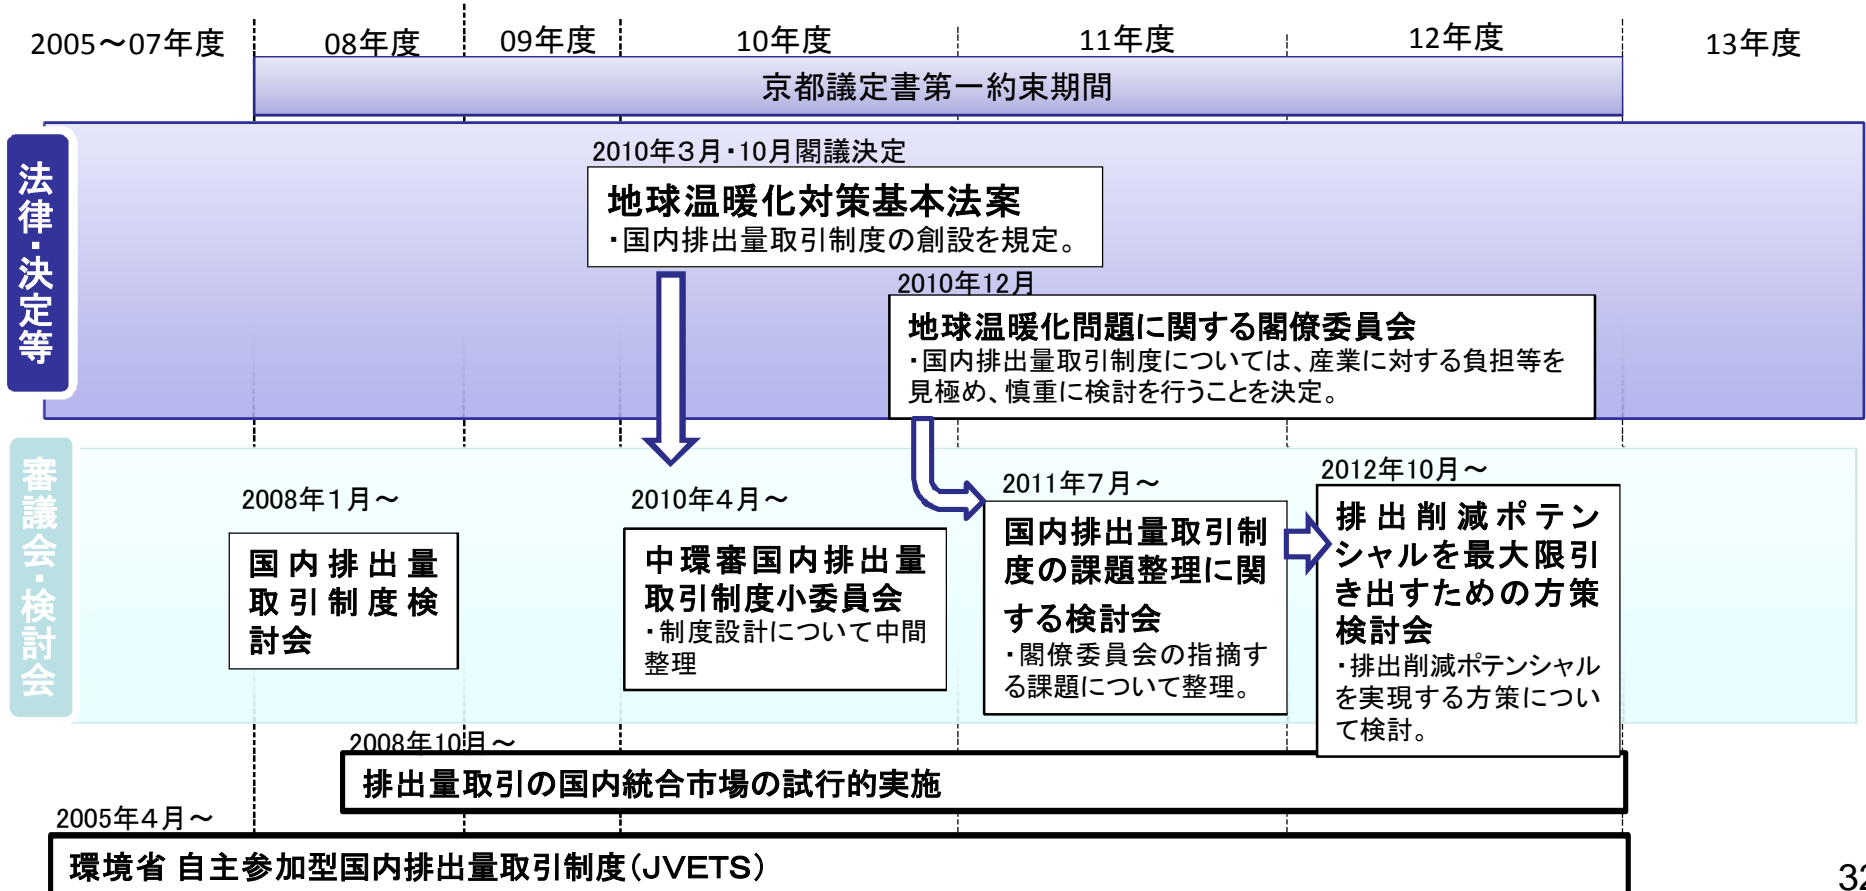 2005～07年度
08年度
09年度
10年度
11年度
12年度
13年度
京都議定書第一約束期間
法律・決定等
2010年３月・10月閣議決定
地球温暖化対策基本法案
・国内排出量取引制度の創設を規定。
2010年12月
地球温暖化問題に関する閣僚委員会
・国内排出量取引制度については、産業に対する負担等を
見極め、慎重に検討を行うことを決定。
審議会・検討会
2008年１月～
国内排出量
取引制度検
討会
2010年４月～
中環審国内排出量
取引制度小委員会
・制度設計について中間
整理
2011年７月～
国内排出量取引制
度の課題整理に関
する検討会
・閣僚委員会の指摘す
る課題について整理。
2012年10月～
排出削減ポテン
シャルを最大限引
き出すための方策
検討会
・排出削減ポテンシャル
を実現する方策につい
て検討。
2008年10月～
排出量取引の国内統合市場の試行的実施
2005年４月～
環境省 自主参加型国内排出量取引制度（JVETS）
32